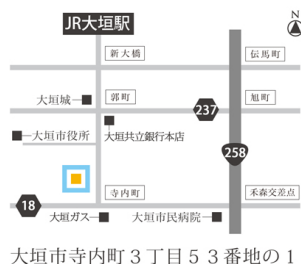 JR大垣駅
N
新大橋
伝馬町
大垣城
郭町
237
旭町
大垣市役所
大垣共立銀行本店
258
18
寺内町
禾森交差点
大垣ガス
大垣市民病院
大垣市寺内町３丁目５３番地の１